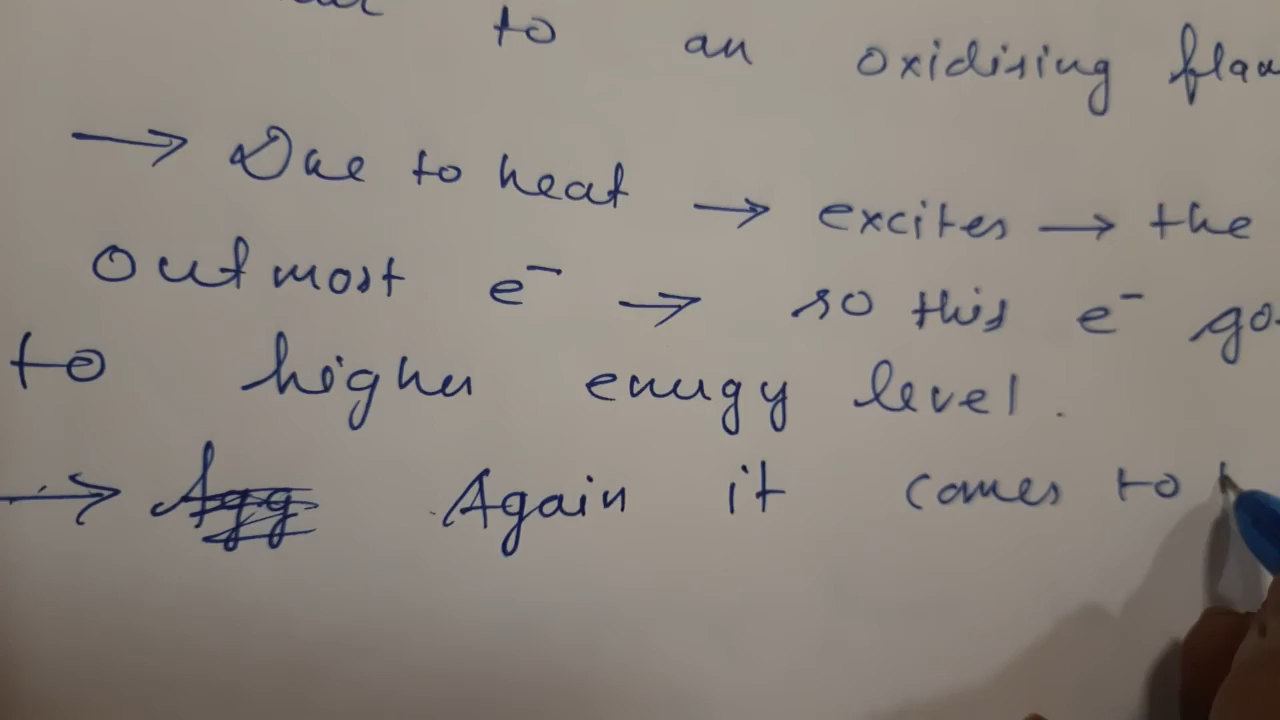 to an oxidising
→ Due to heat → excites → the
outmost e⁻ → so this e⁻
to higher energy level.
→ Again it comes to